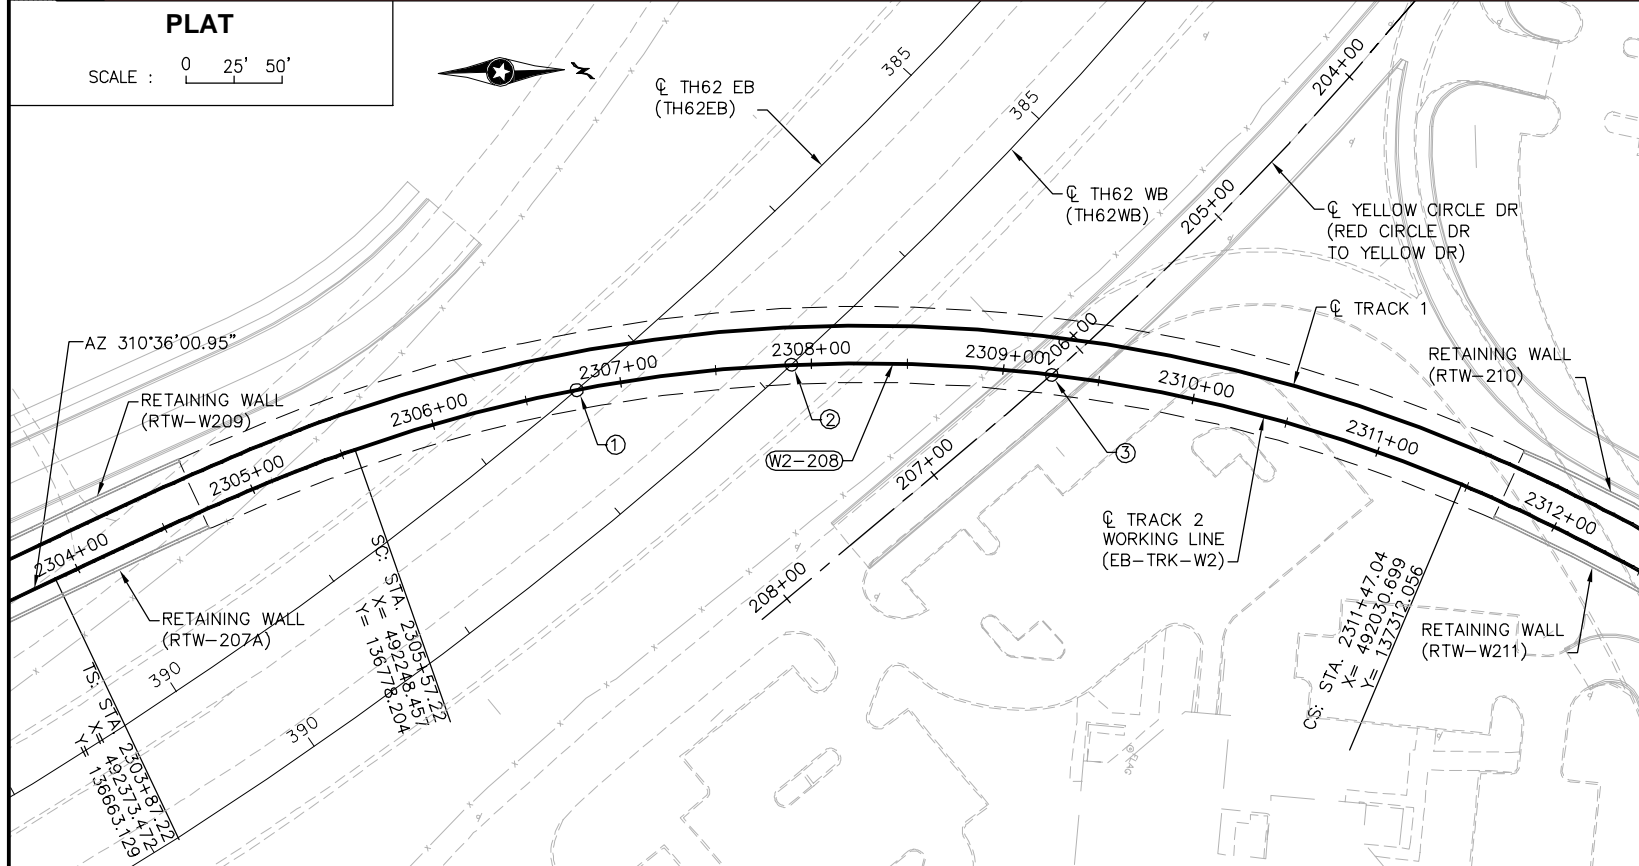 PLAT
SCALE :
0 25' 50'
N
℄ TH62 EB
(TH62EB)
385
385
℄ TH62 WB
(TH62WB)
204+00
205+00
℄ YELLOW CIRCLE DR
(RED CIRCLE DR
TO YELLOW DR)
206+00
207+00
208+00
℄ TRACK 1
RETAINING WALL
(RTW-210)
AZ 310°36'00.95"
RETAINING WALL
(RTW-W209)
2304+00
2305+00
2306+00
2307+00
2308+00
2309+00
2310+00
2311+00
2312+00
1
2
3
W2-208
℄ TRACK 2
WORKING LINE
(EB-TRK-W2)
RETAINING WALL
(RTW-207A)
RETAINING WALL
(RTW-W211)
390
390
TS: STA. 2303+87.22
X= 492373.472
Y= 136663.129
SC: STA. 2305+57.22
X= 492248.457
Y= 136778.204
CS: STA. 2311+47.04
X= 492030.699
Y= 137312.056
FLAG